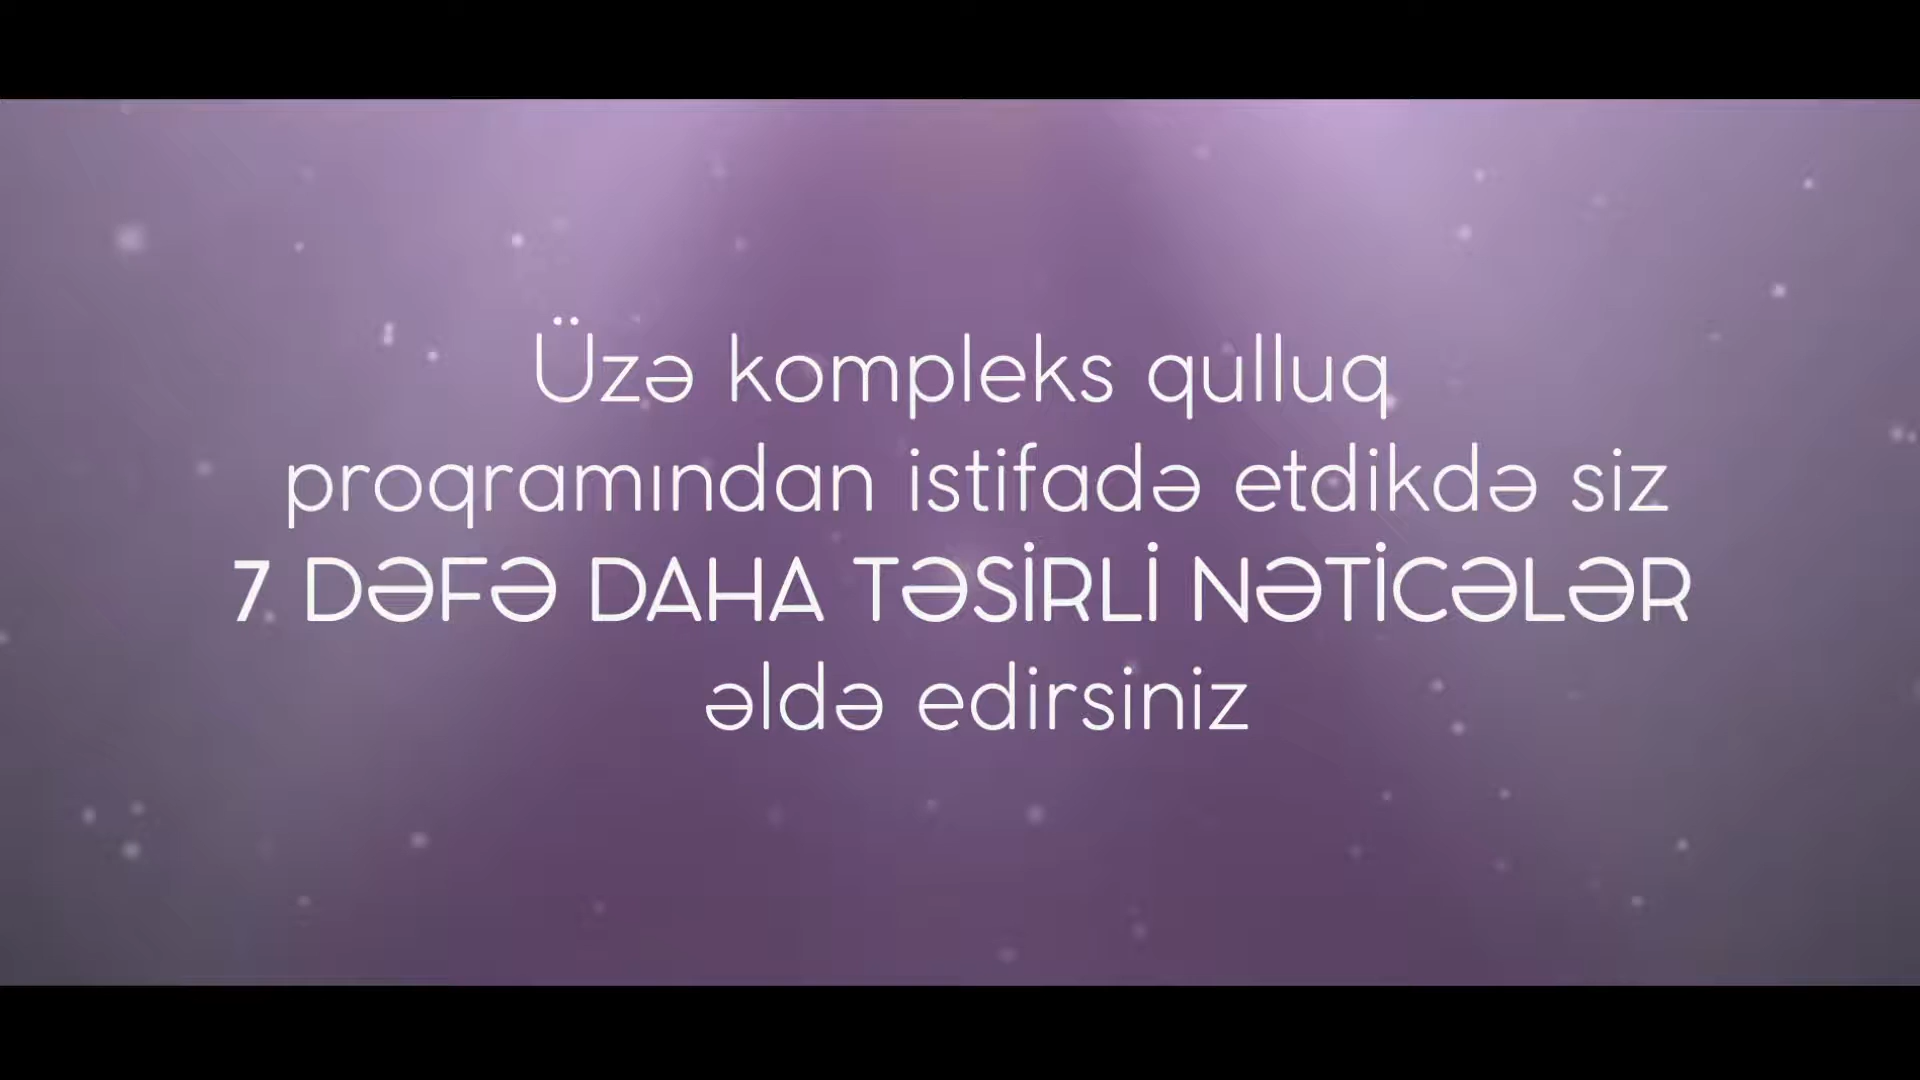 Üzə kompleks qulluq
proqramından istifadə etdikdə siz
7 DƏFƏ DAHA TƏSİRLİ NƏTİCƏLƏR
əldə edirsiniz